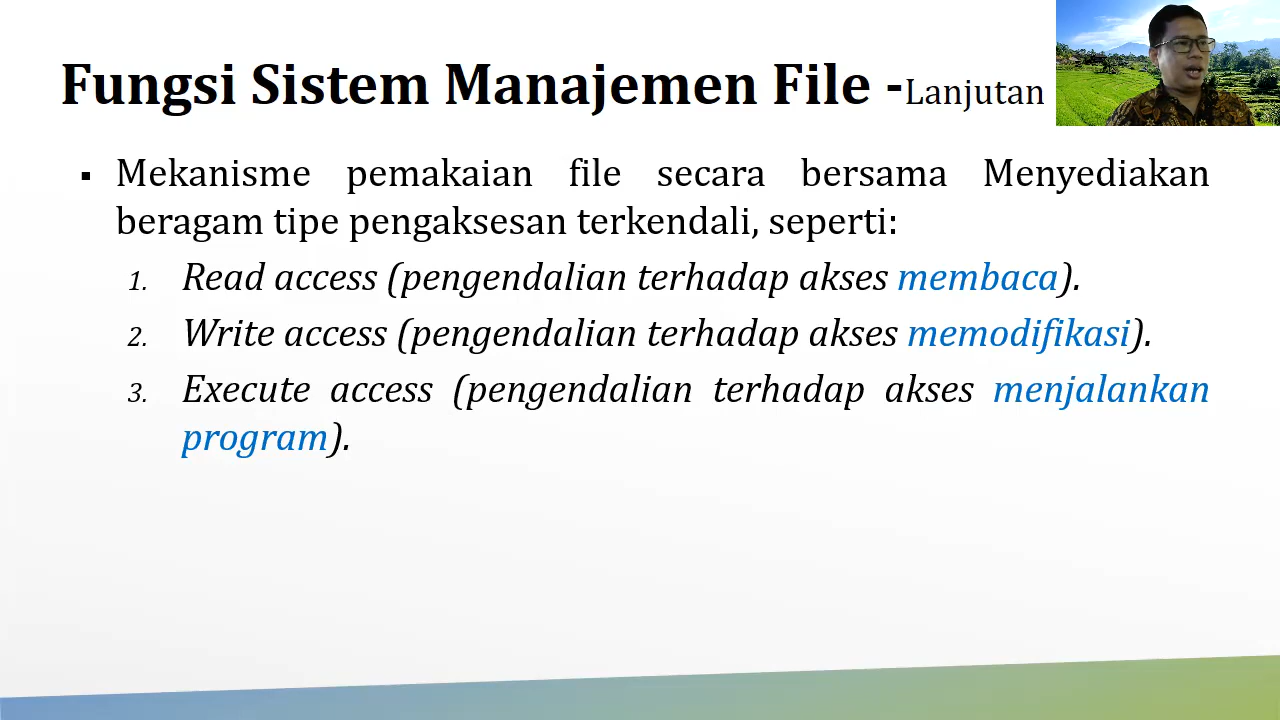 Fungsi Sistem Manajemen File -Lanjutan
▪ Mekanisme pemakaian file secara bersama Menyediakan
beragam tipe pengaksesan terkendali, seperti:
1. Read access (pengendalian terhadap akses membaca).
2. Write access (pengendalian terhadap akses memodifikasi).
3. Execute access (pengendalian terhadap akses menjalankan
program).